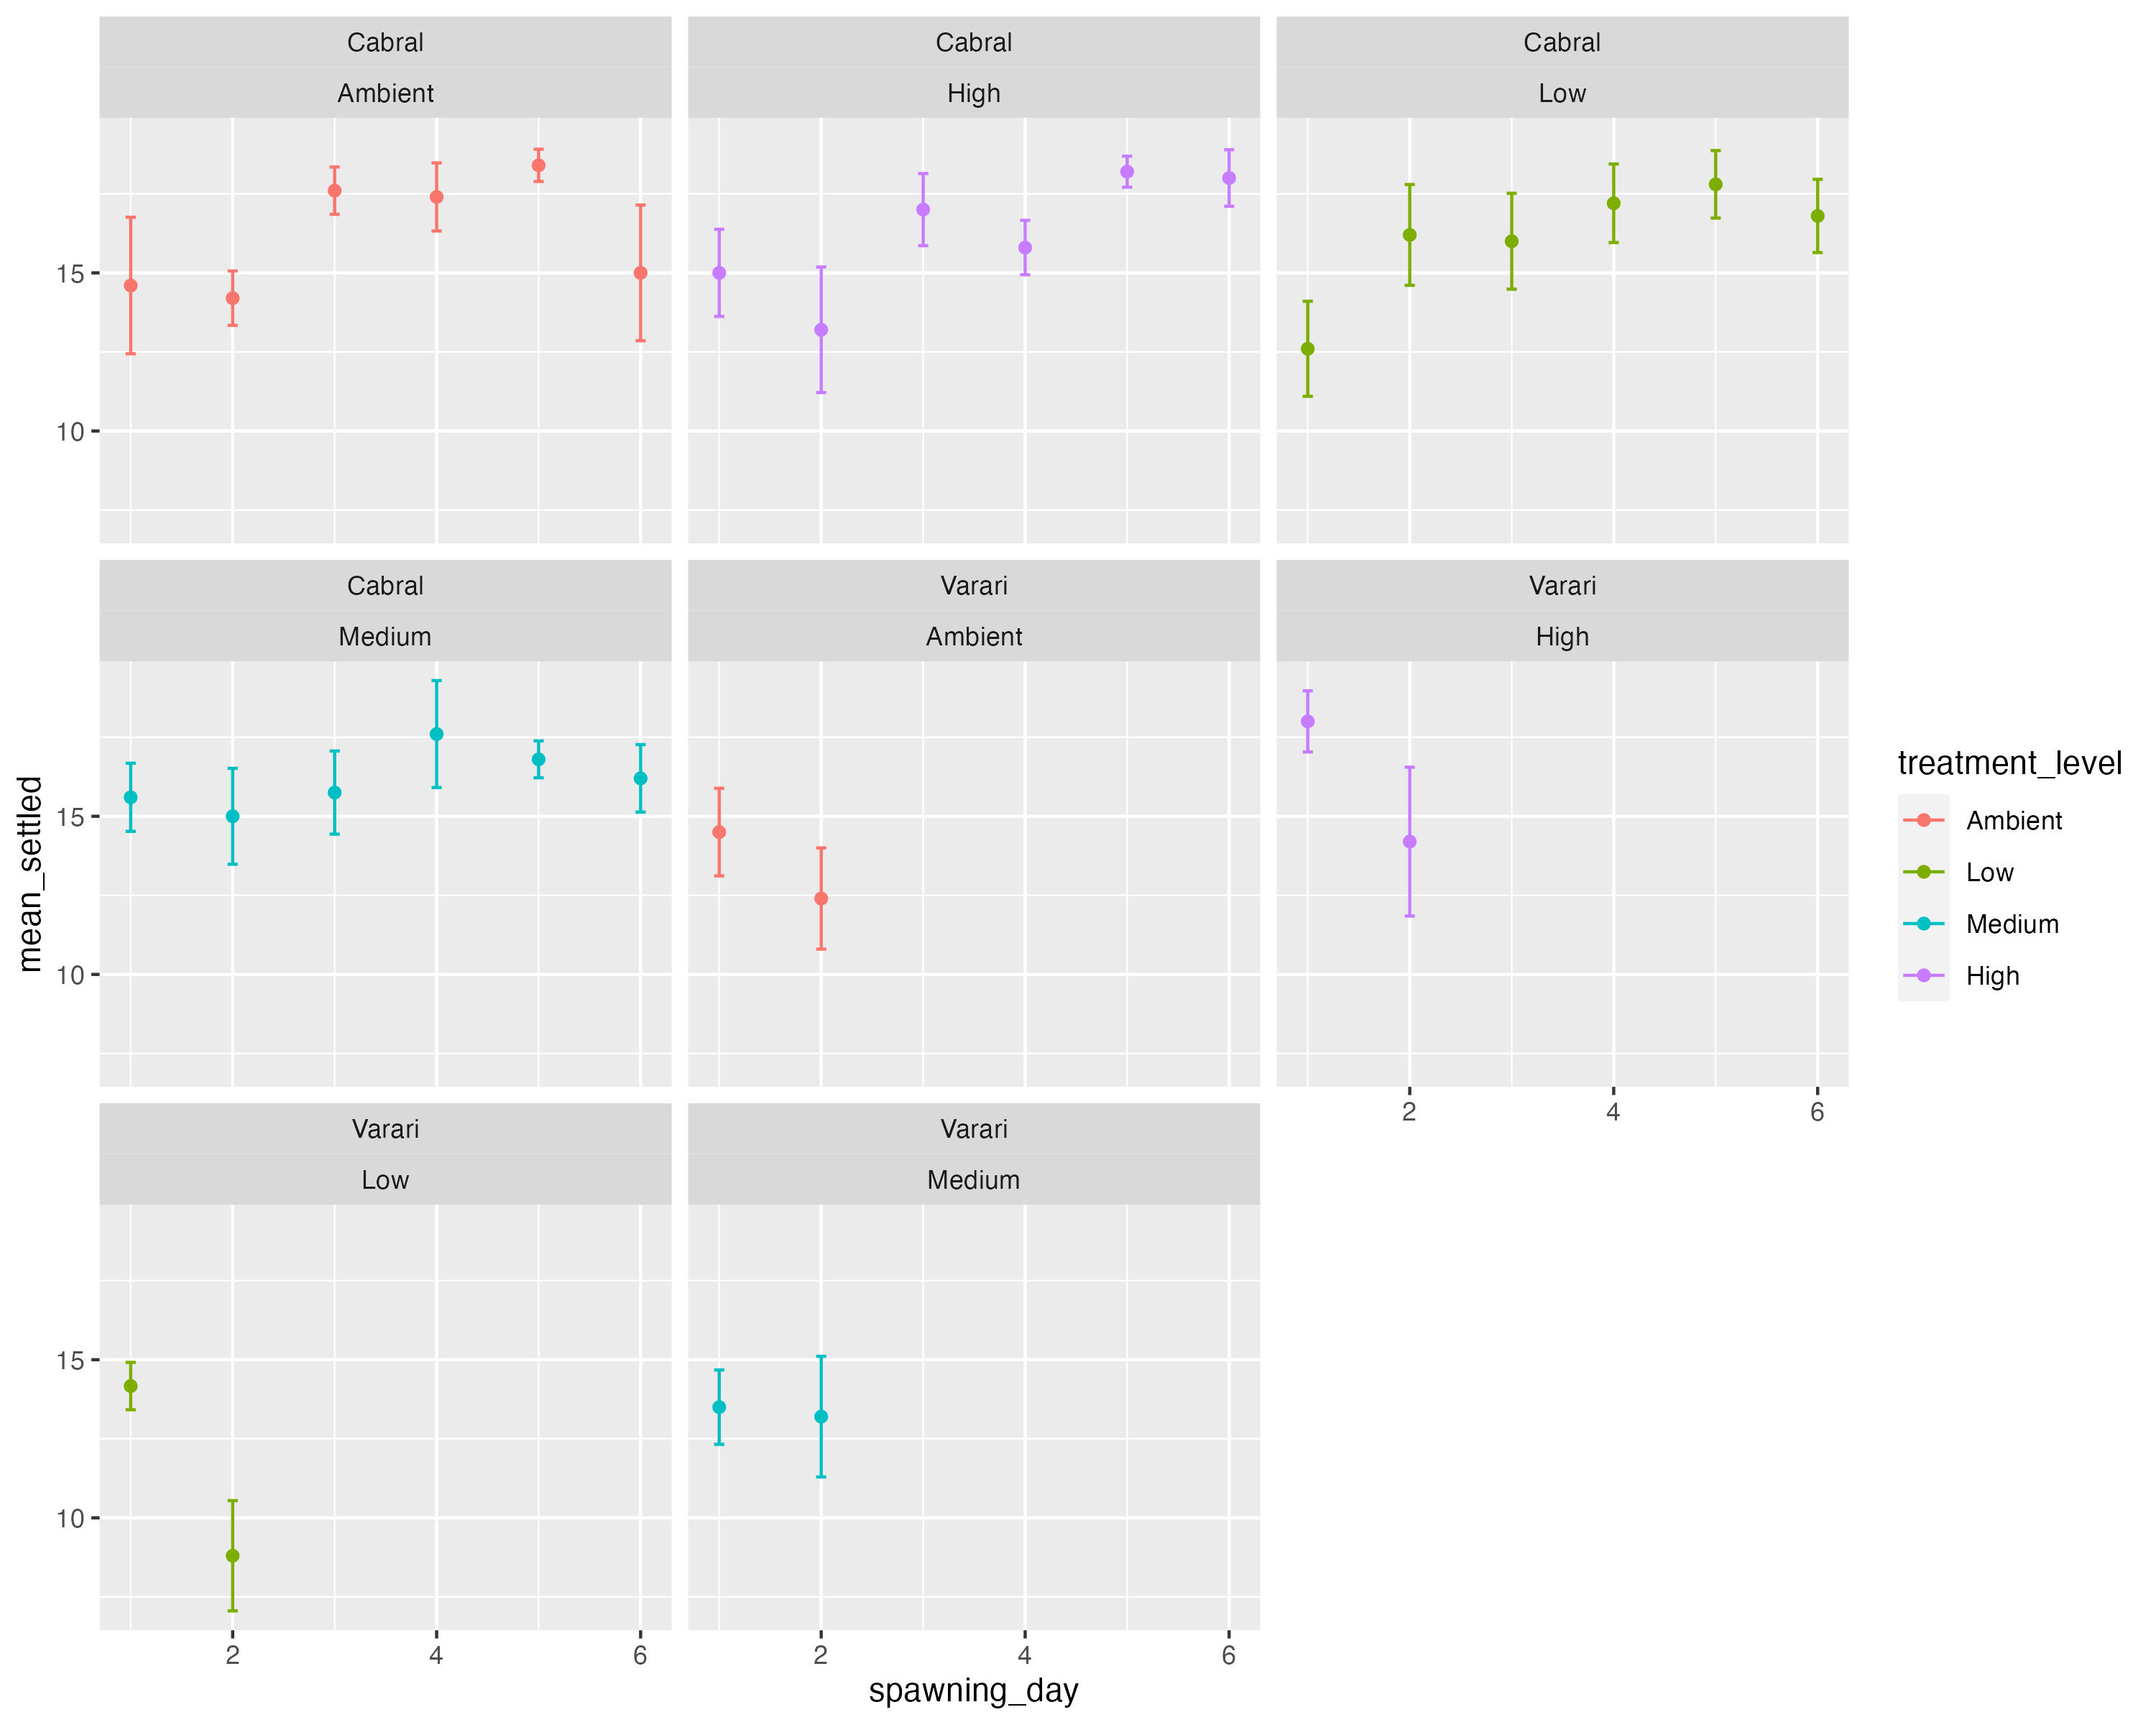 Cabral
Ambient
Cabral
High
Cabral
Low
15
10
Cabral
Medium
Varari
Ambient
Varari
High
15
10
2 4 6
Varari
Low
Varari
Medium
15
10
2 4 6
2 4 6
spawning_day
mean_settled
treatment_level
Ambient
Low
Medium
High